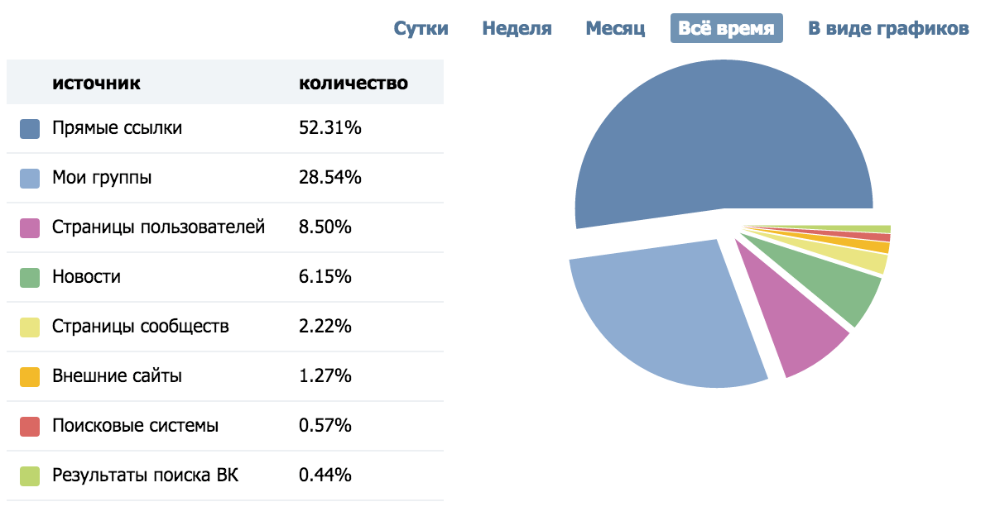 Сутки Неделя Месяц Всё время В виде графиков
источник количество
Прямые ссылки 52.31%
Мои группы 28.54%
Страницы пользователей 8.50%
Новости 6.15%
Страницы сообществ 2.22%
Внешние сайты 1.27%
Поисковые системы 0.57%
Результаты поиска ВК 0.44%